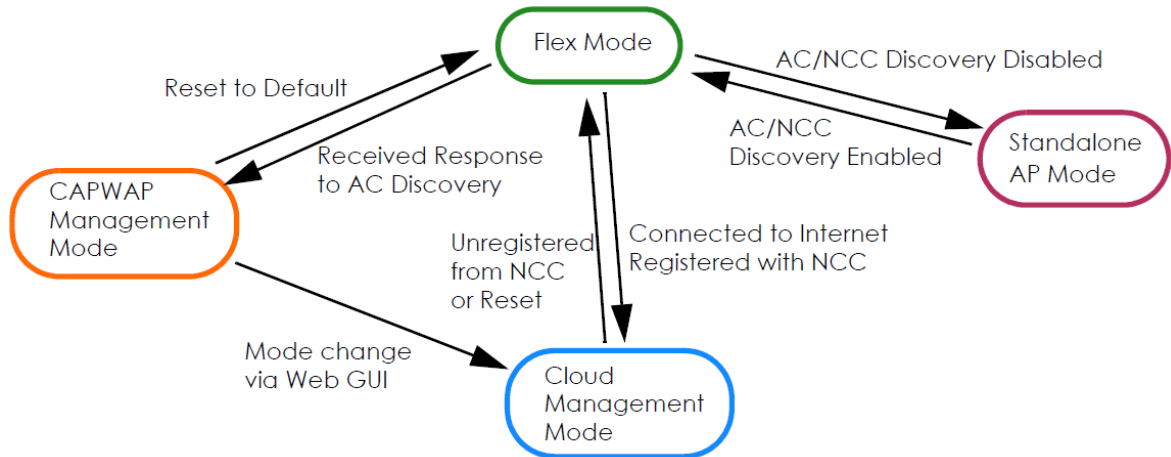 Flex Mode
AC/NCC Discovery Disabled
Reset to Default
AC/NCC
Discovery Enabled
Standalone
AP Mode
Received Response
to AC Discovery
CAPWAP
Management
Mode
Unregistered
from NCC
or Reset
Connected to Internet
Registered with NCC
Mode change
via Web GUI
Cloud
Management
Mode